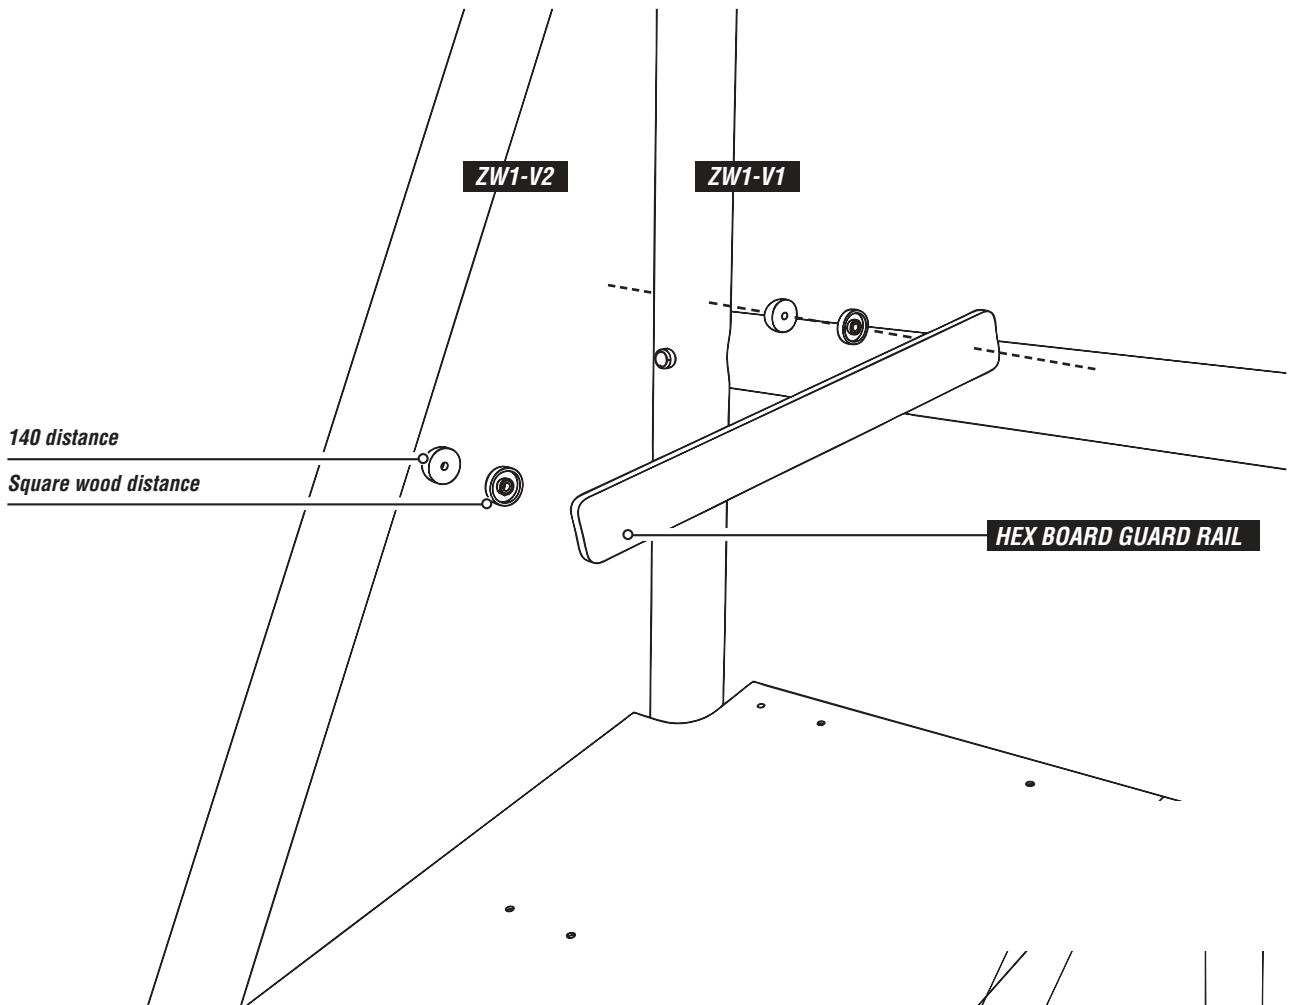 ZW1-V2
ZW1-V1
140 distance
Square wood distance
HEX BOARD GUARD RAIL